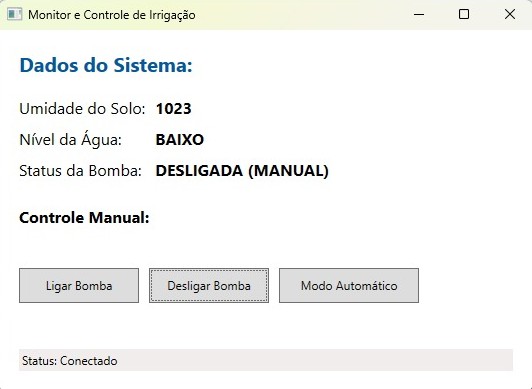 Monitor e Controle de Irrigação
Dados do Sistema:
Umidade do Solo: 1023
Nível da Água: BAIXO
Status da Bomba: DESLIGADA (MANUAL)
Controle Manual:
Ligar Bomba Desligar Bomba Modo Automático
Status: Conectado